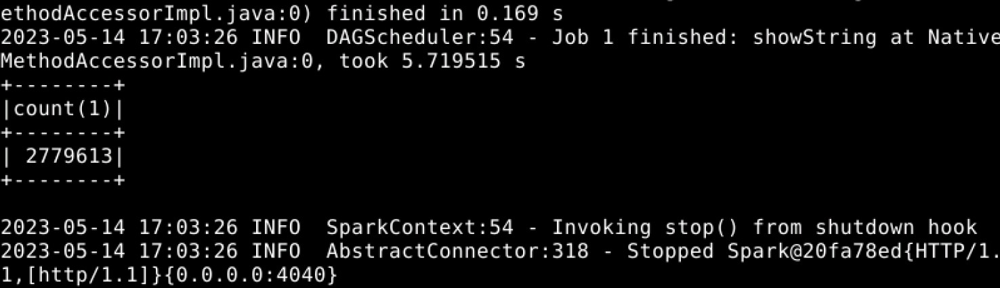 ethodAccessorImpl.java:0) finished in 0.169 s
2023-05-14 17:03:26 INFO  DAGScheduler:54 - Job 1 finished: showString at Native
MethodAccessorImpl.java:0, took 5.719515 s
+--------+
|count(1)|
+--------+
| 2779613|
+--------+
2023-05-14 17:03:26 INFO  SparkContext:54 - Invoking stop() from shutdown hook
2023-05-14 17:03:26 INFO  AbstractConnector:318 - Stopped Spark@20fa78ed{HTTP/1.
1,[http/1.1]}{0.0.0.0:4040}